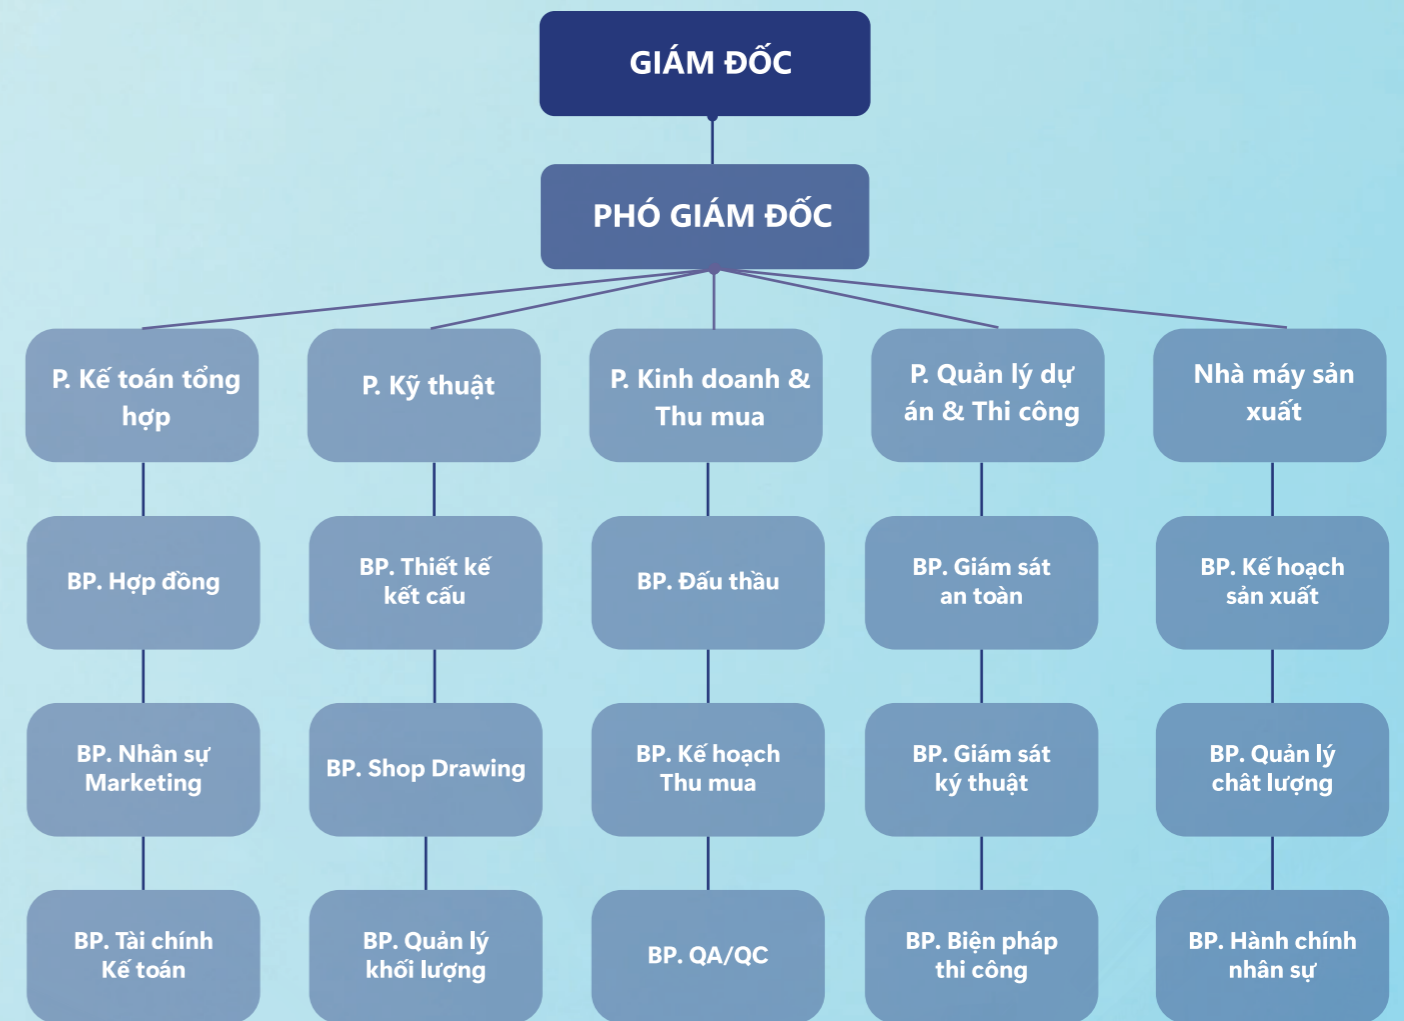 GIÁM ĐỐC
PHÓ GIÁM ĐỐC
P. Kế toán tổng
hợp
P. Kỹ thuật
P. Kinh doanh &
Thu mua
P. Quản lý dự
án & Thi công
Nhà máy sản
xuất
BP. Hợp đồng
BP. Thiết kế
kết cấu
BP. Đấu thầu
BP. Giám sát
an toàn
BP. Kế hoạch
sản xuất
BP. Nhân sự
Marketing
BP. Shop Drawing
BP. Kế hoạch
Thu mua
BP. Giám sát
ký thuật
BP. Quản lý
chât lượng
BP. Tài chính
Kế toán
BP. Quản lý
khối lượng
BP. QA/QC
BP. Biện pháp
thi công
BP. Hành chính
nhân sự